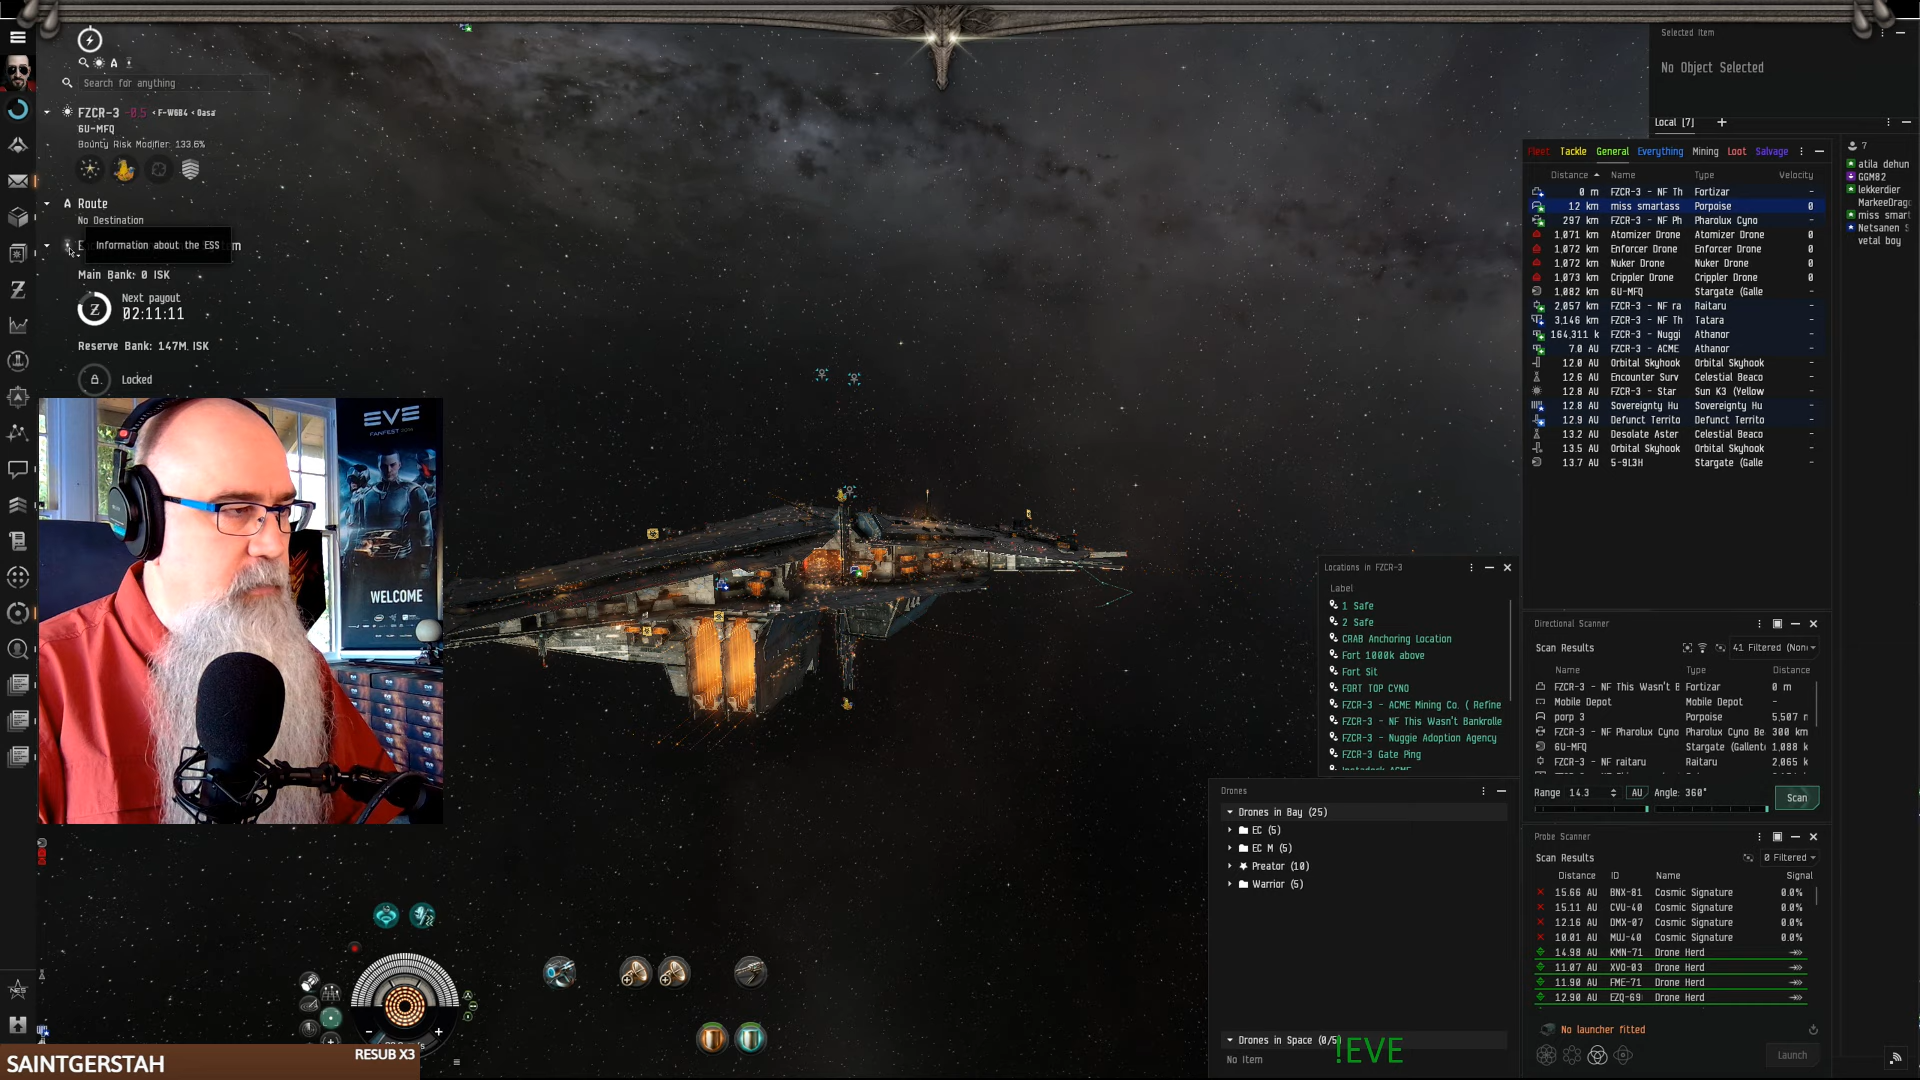 Search for anything
FZCR-3 -0.5 < F-W6B4 < Oasa
6U-MFQ
Bounty Risk Modifier: 133.6%
Route
No Destination
Information about the ESS
Main Bank: 0 ISK
Next payout
02:11:11
Reserve Bank: 147M ISK
Locked
EVE
FANFEST
WELCOME
SAINTGERSTAH
RESUB X3
Selected Item
No Object Selected
Local [7]
7
atila dehun
GGM82
lekkerdier
MarkeeDrag
miss smart
Netsanen S
vetal boy
Fleet Tackle General Everything Mining Loot Salvage
Distance Name Type Velocity
0 m FZCR-3 - NF Th Fortizar -
12 km miss smartass Porpoise 0
297 km FZCR-3 - NF Ph Pharolux Cyno -
1,071 km Atomizer Drone Atomizer Drone 0
1,072 km Enforcer Drone Enforcer Drone 0
1,072 km Nuker Drone Nuker Drone 0
1,073 km Crippler Drone Crippler Drone 0
1,082 km 6U-MFQ Stargate (Galle -
2,057 km FZCR-3 - NF ra Raitaru -
3,146 km FZCR-3 - NF Th Tatara -
164,311 k FZCR-3 - Nuggi Athanor -
7.0 AU FZCR-3 - ACME Athanor -
12.0 AU Orbital Skyhook Orbital Skyhook -
12.6 AU Encounter Surv Celestial Beaco -
12.8 AU FZCR-3 - Star Sun K3 (Yellow -
12.8 AU Sovereignty Hu Sovereignty Hu -
12.9 AU Defunct Territo Defunct Territo -
13.2 AU Desolate Aster Celestial Beaco -
13.5 AU Orbital Skyhook Orbital Skyhook -
13.7 AU 5-9L3H Stargate (Galle -
Locations in FZCR-3
Label
1 Safe
2 Safe
CRAB Anchoring Location
Fort 1000k above
Fort Sit
FORT TOP CYNO
FZCR-3 - ACME Mining Co. ( Refine
FZCR-3 - NF This Wasn't Bankrolle
FZCR-3 - Nuggie Adoption Agency
FZCR-3 Gate Ping
Directional Scanner
Scan Results
41 Filtered (Non
Name Type Distance
FZCR-3 - NF This Wasn't B Fortizar 0 m
Mobile Depot Mobile Depot -
porp 3 Porpoise 5,507 m
FZCR-3 - NF Pharolux Cyno Pharolux Cyno Be 300 km
6U-MFQ Stargate (Gallent 1,088 k
FZCR-3 - NF raitaru Raitaru 2,065 k
Range 14.3 AU Angle: 360° Scan
Drones
Drones in Bay (25)
EC (5)
EC M (5)
Preator (10)
Warrior (5)
Drones in Space (0/5)
No Item
!EVE
Probe Scanner
Scan Results
0 Filtered
Distance ID Name Signal
15.66 AU BNX-81 Cosmic Signature 0.0%
15.11 AU CVU-40 Cosmic Signature 0.0%
12.16 AU DMX-07 Cosmic Signature 0.0%
10.01 AU MUJ-40 Cosmic Signature 0.0%
14.98 AU KMN-71 Drone Herd
11.07 AU XVO-03 Drone Herd
11.90 AU FME-71 Drone Herd
12.90 AU EZQ-69 Drone Herd
No launcher fitted
Launch